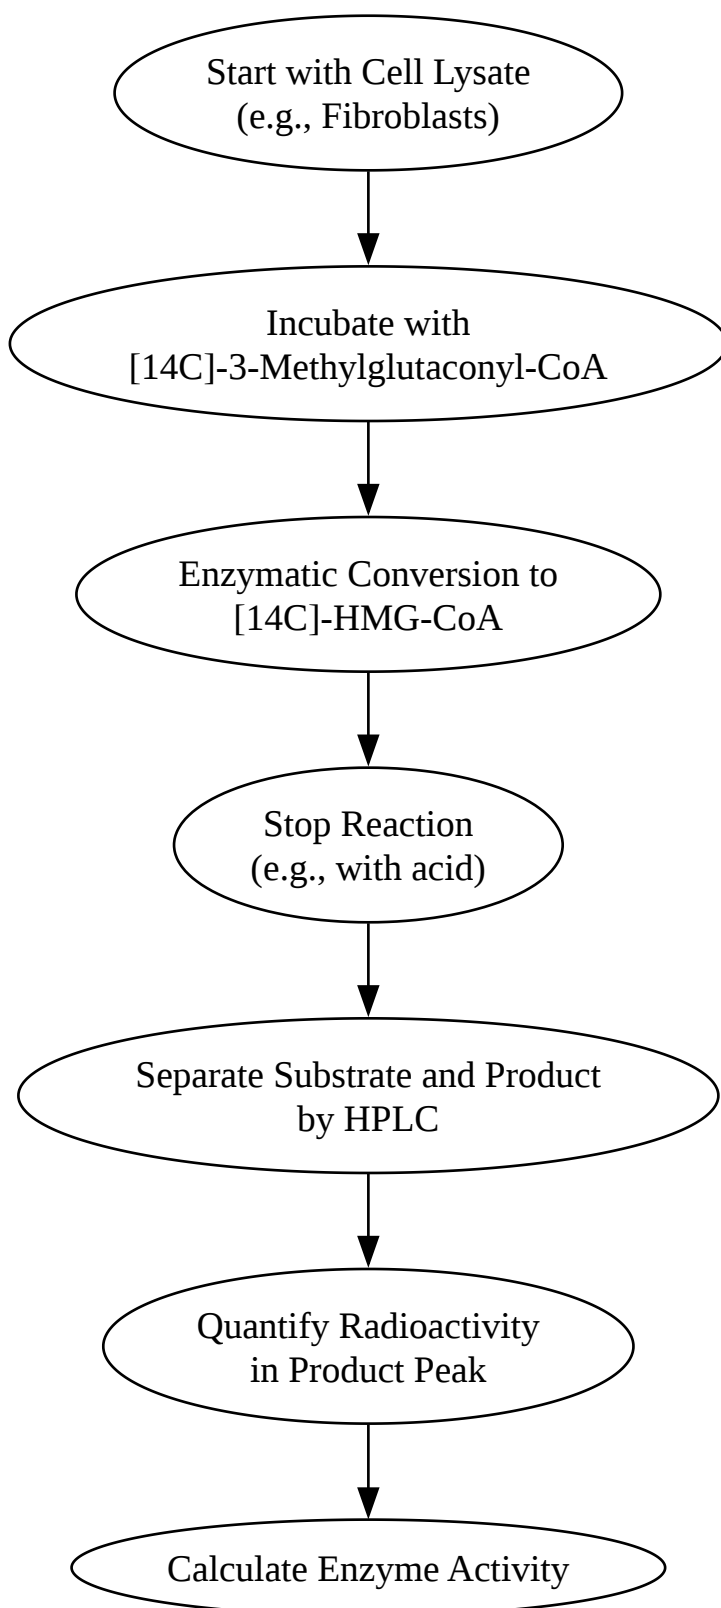 Start with Cell Lysate
(e.g., Fibroblasts)
Incubate with
[14C]-3-Methylglutaconyl-CoA
Enzymatic Conversion to
[14C]-HMG-CoA
Stop Reaction
(e.g., with acid)
Separate Substrate and Product
by HPLC
Quantify Radioactivity
in Product Peak
Calculate Enzyme Activity